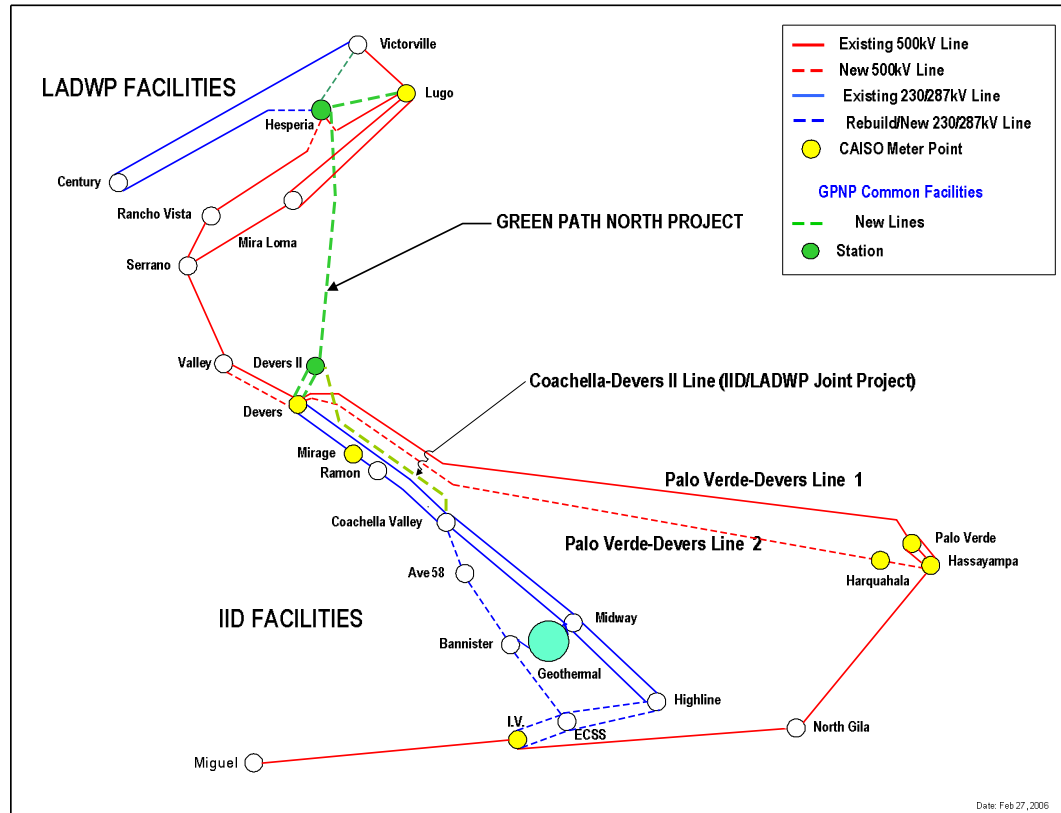 Victorville
LADWP FACILITIES
Lugo
Hesperia
Century
Rancho Vista
Mira Loma
Serrano
GREEN PATH NORTH PROJECT
Existing 500kV Line
New 500kV Line
Existing 230/287kV Line
Rebuild/New 230/287kV Line
CAISO Meter Point
GPNP Common Facilities
New Lines
Station
Valley
Devers II
Devers
Coachella-Devers II Line (IID/LADWP Joint Project)
Mirage
Ramon
Palo Verde-Devers Line 1
Coachella Valley
Palo Verde-Devers Line 2
Palo Verde
Hassayampa
Harquahala
Ave 58
IID FACILITIES
Midway
Bannister
Geothermal
Highline
I.V.
ECSS
North Gila
Miguel
Date: Feb 27, 2006